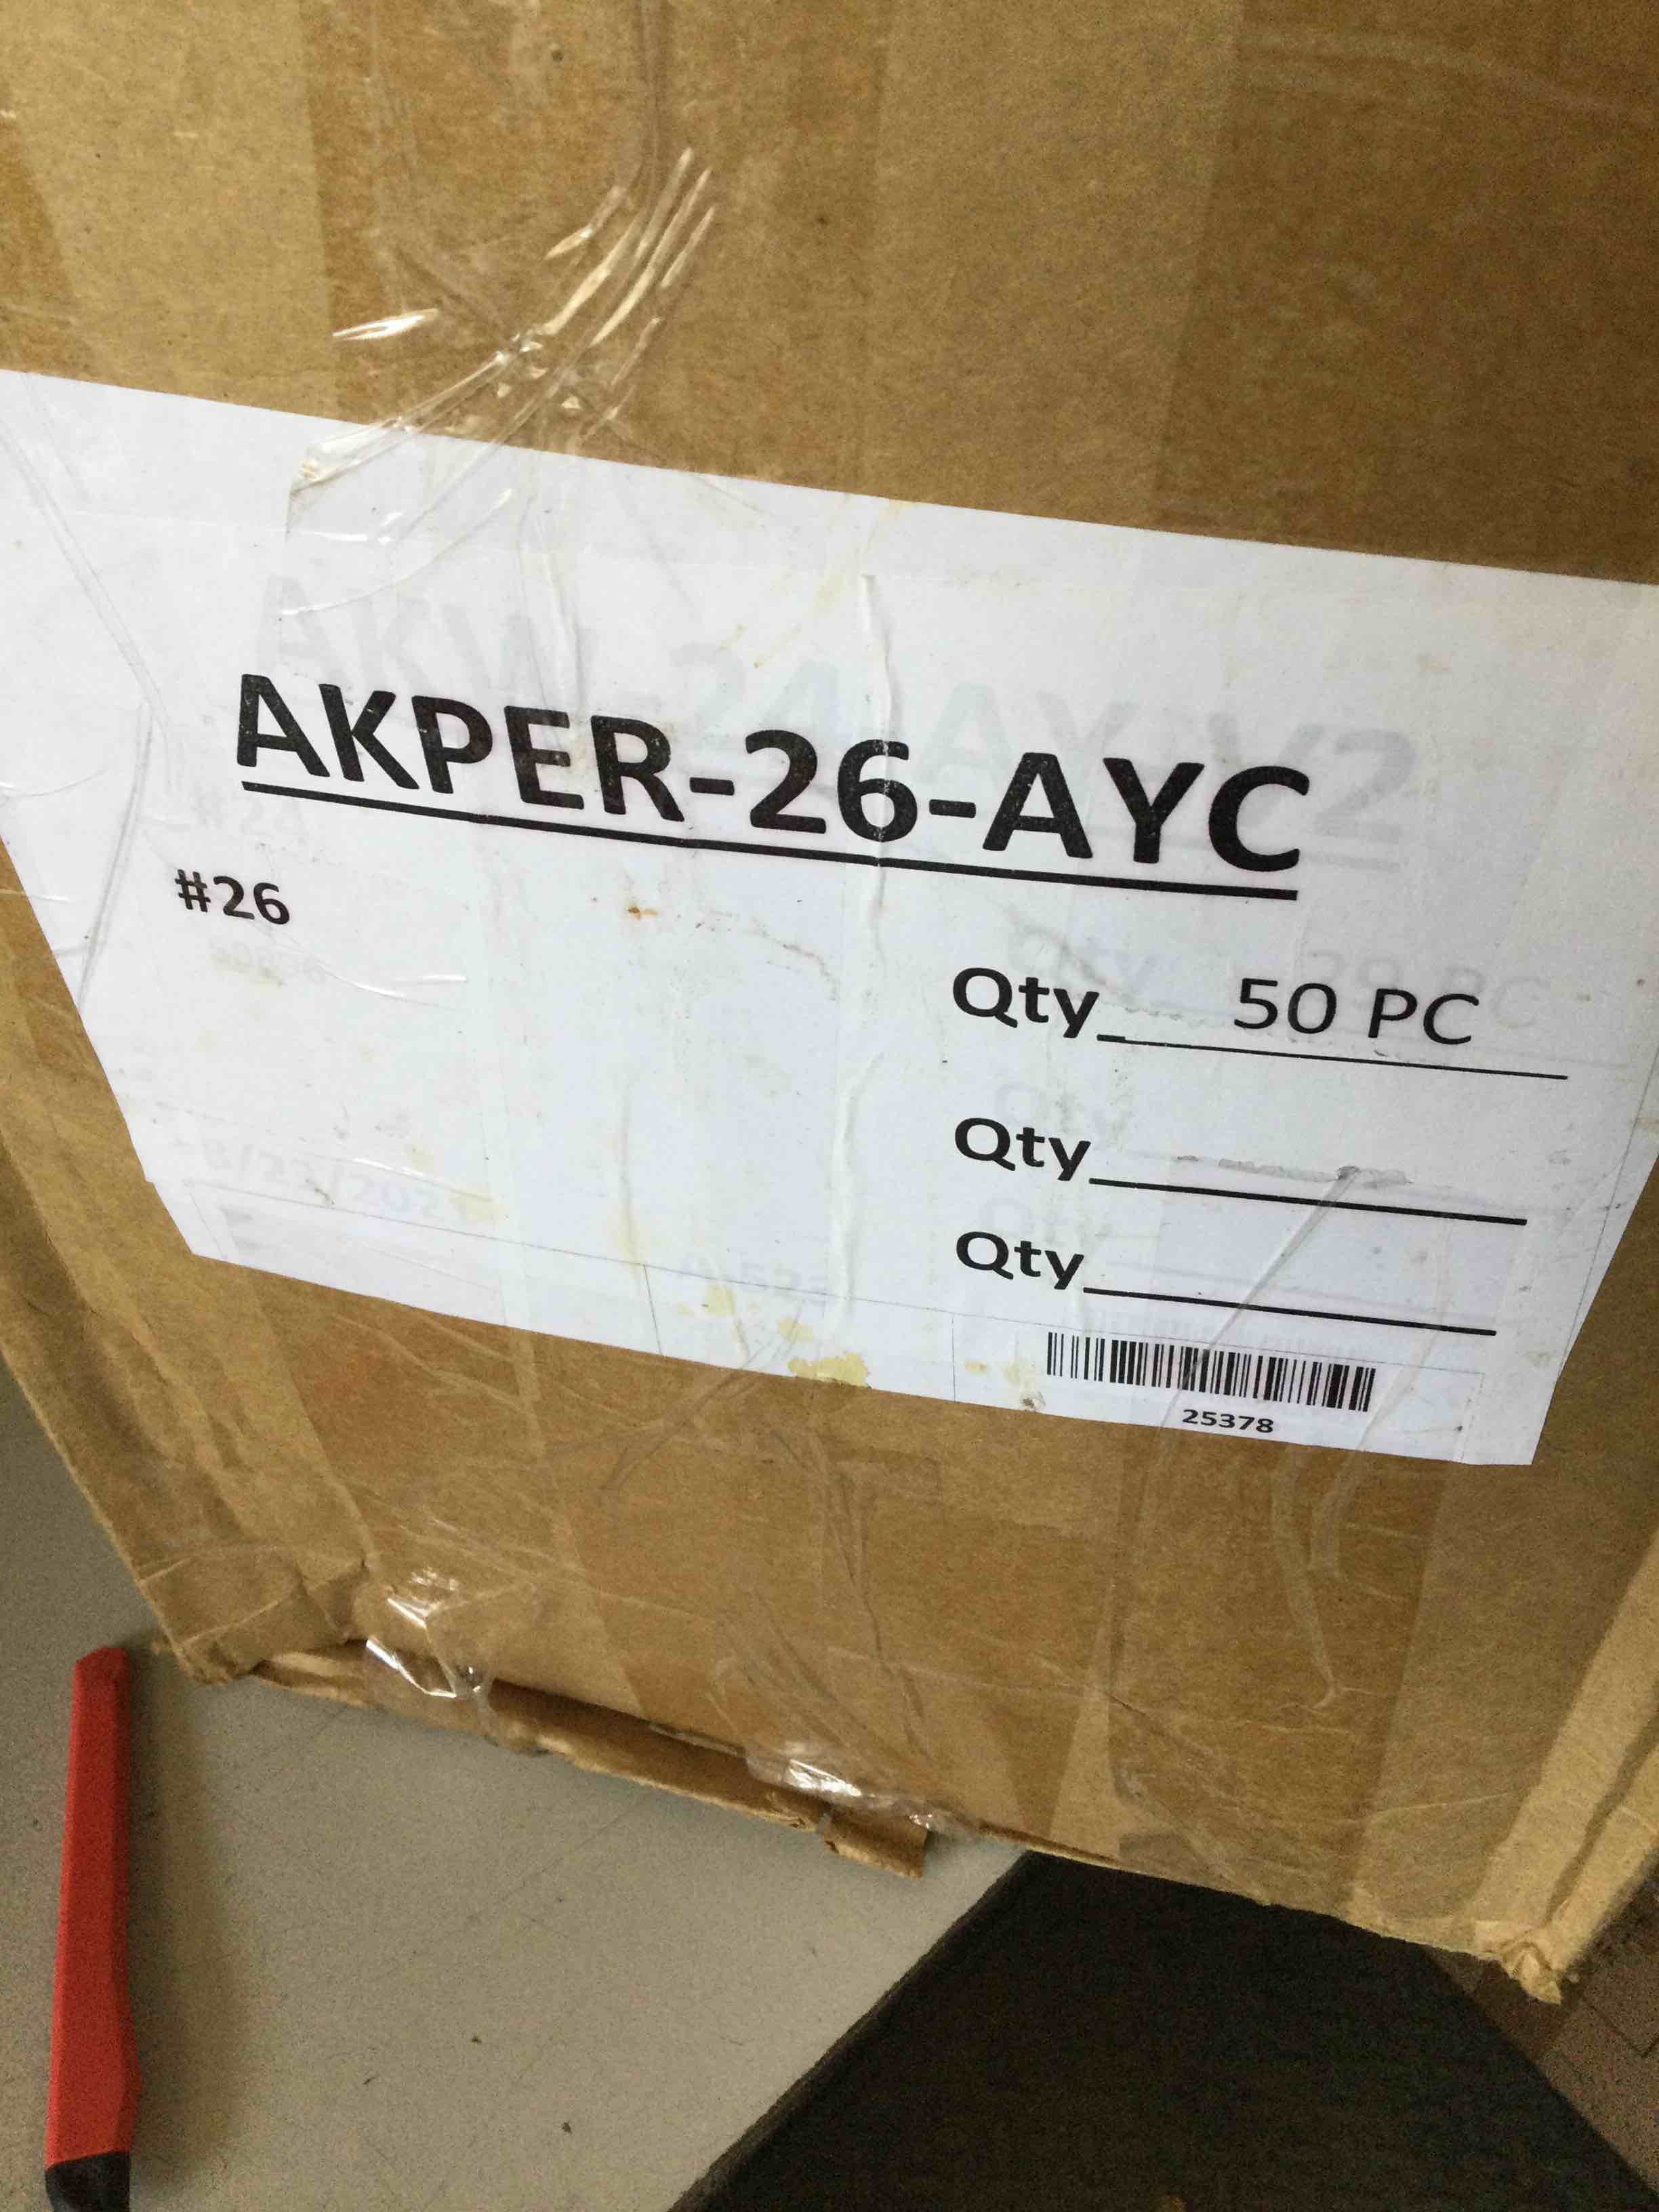 AKPER-26-AYC
#26
Qty 50 PC
Qty
Qty
25378